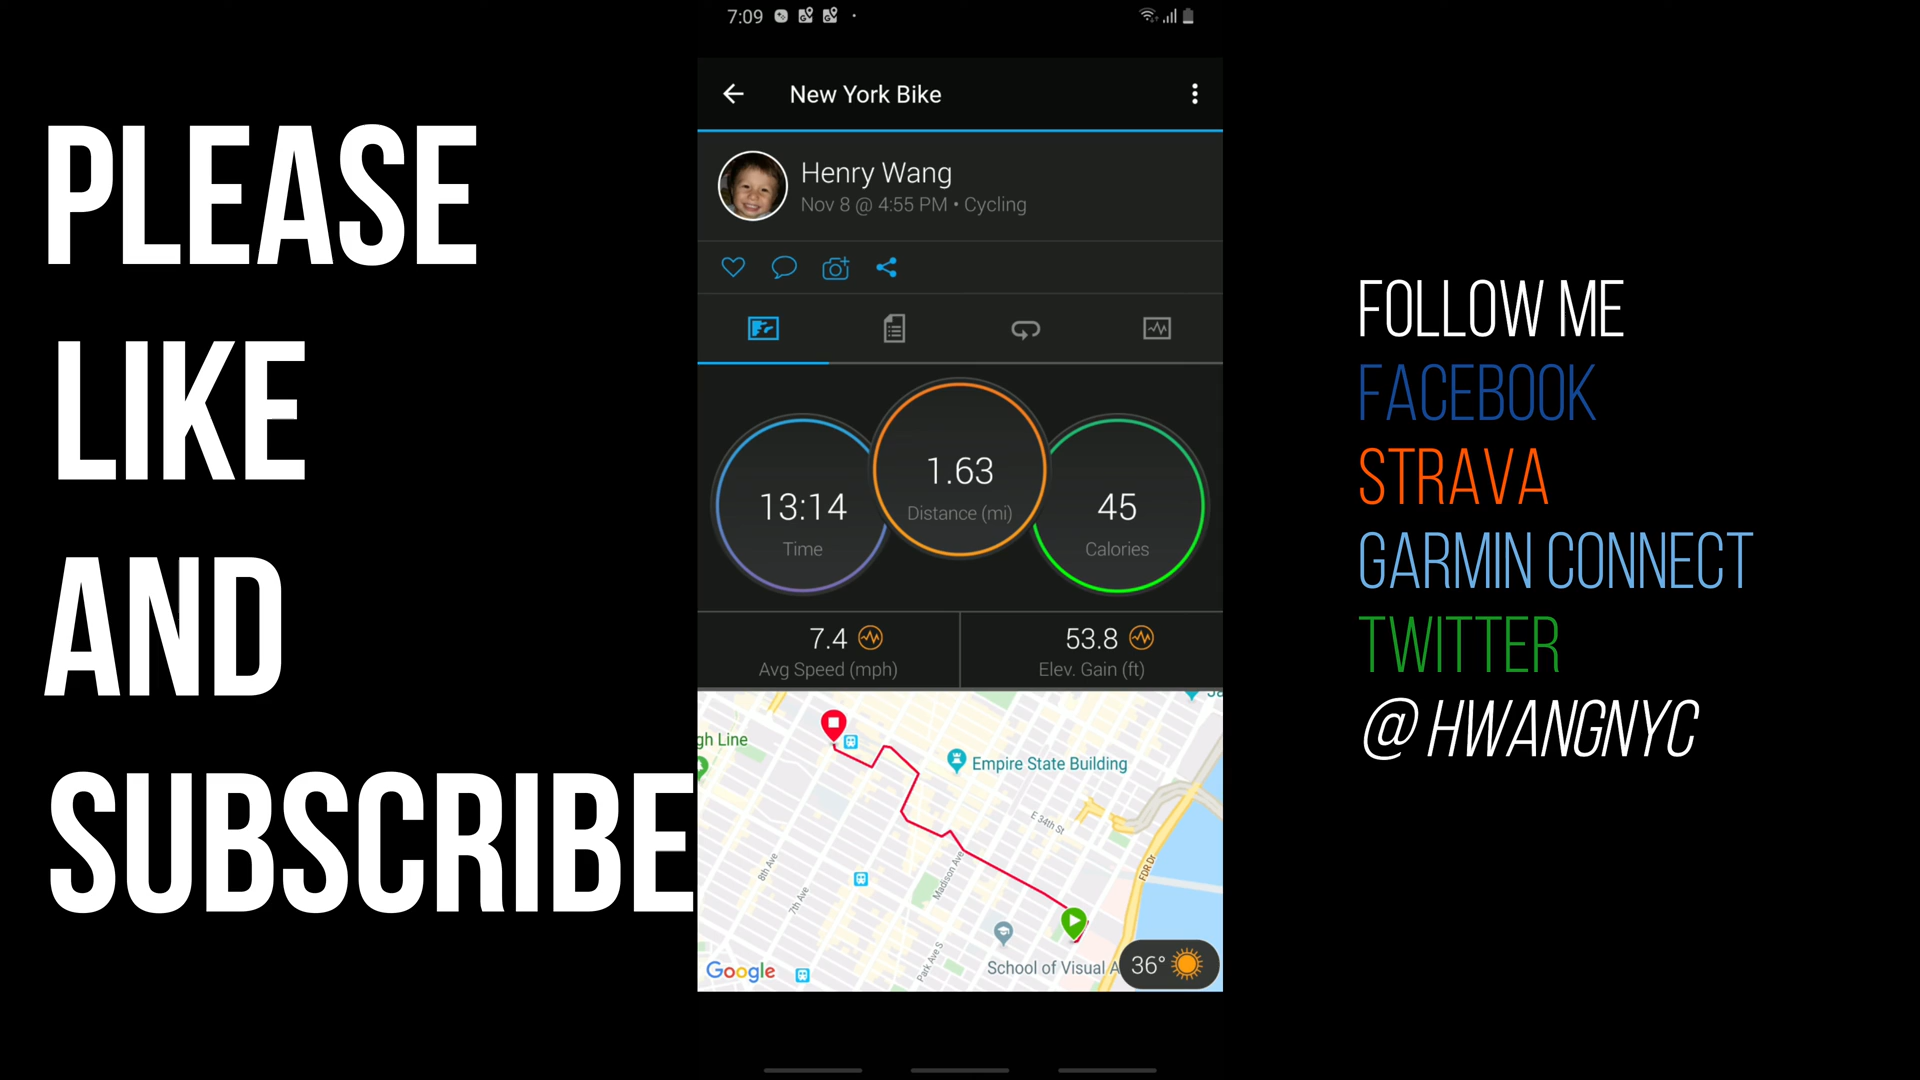 PLEASE
LIKE
AND
SUBSCRIBE
7:09
New York Bike
Henry Wang
Nov 8 @ 4:55 PM • Cycling
13:14
Time
1.63
Distance (mi)
45
Calories
7.4
Avg Speed (mph)
53.8
Elev. Gain (ft)
gh Line
Empire State Building
E 34th St
8th Ave
7th Ave
Madison Ave
Park Ave S
FDR Dr
School of Visual A
Google
36°
FOLLOW ME
FACEBOOK
STRAVA
GARMIN CONNECT
TWITTER
@HWANGNYC